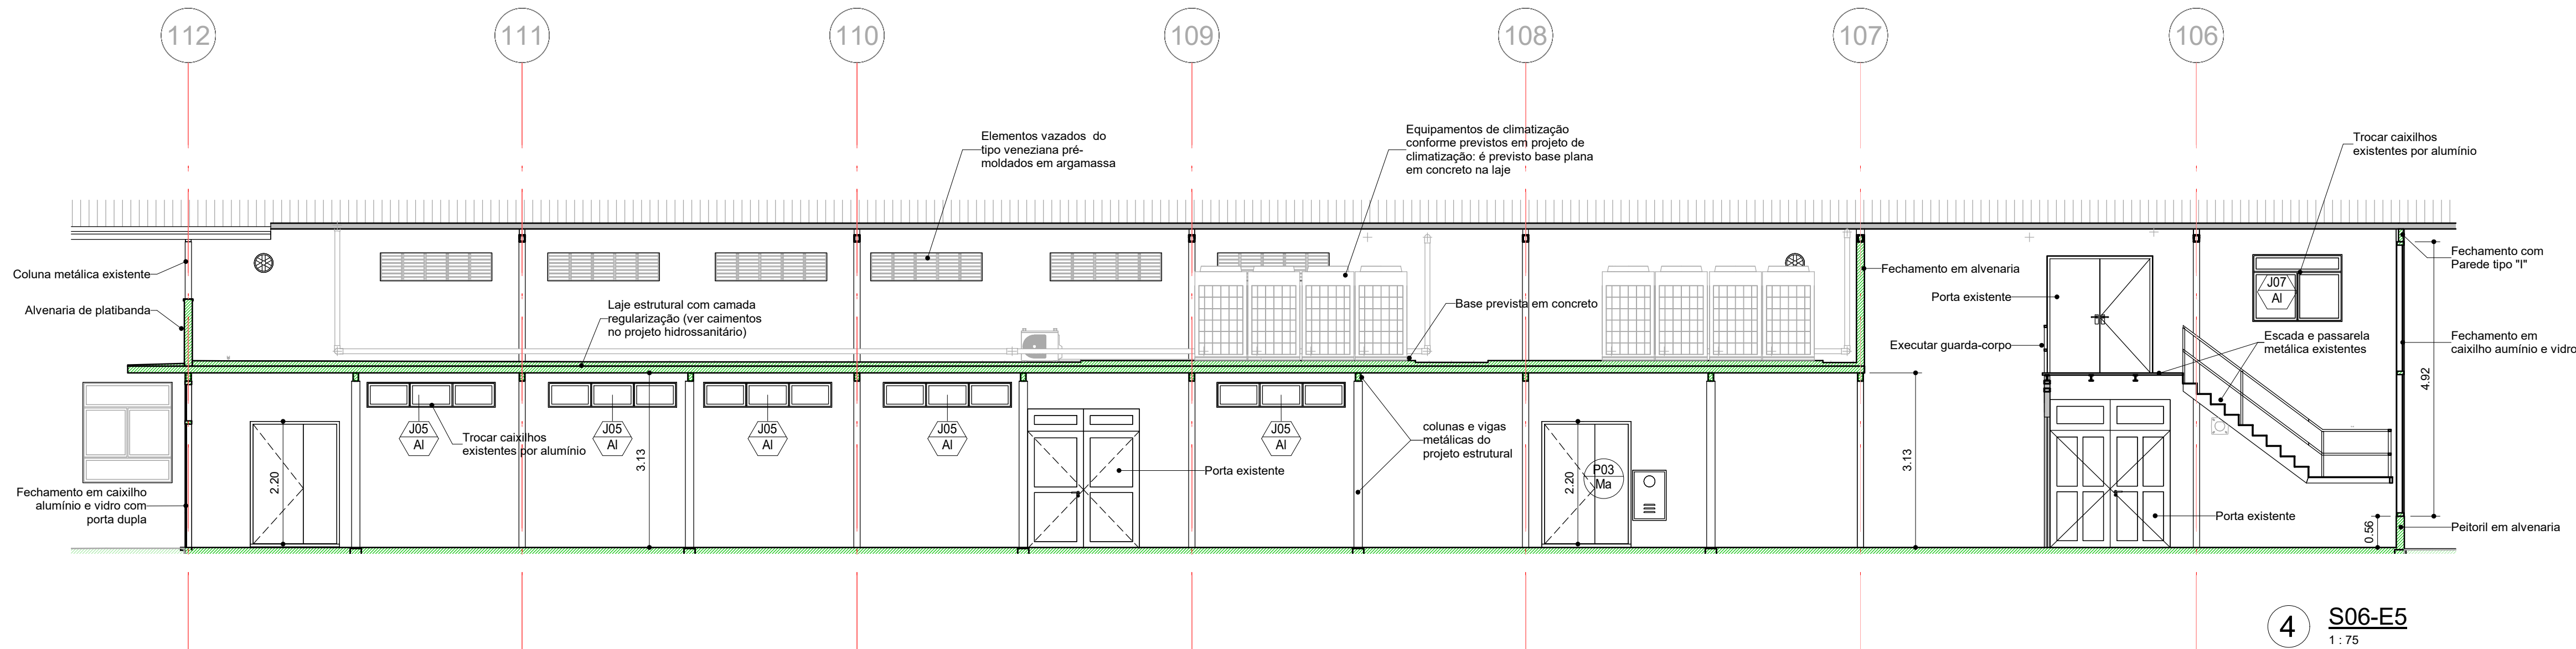 112
111
110
109
108
107
106
Elementos vazados do
tipo veneziana pré-
moldados em argamassa
Equipamentos de climatização
conforme previstos em projeto de
climatização: é previsto base plana
em concreto na laje
Trocar caixilhos
existentes por alumínio
Coluna metálica existente
Alvenaria de platibanda
Laje estrutural com camada
regularização (ver caimentos
no projeto hidrossanitário)
Base prevista em concreto
Fechamento em alvenaria
Porta existente
Executar guarda-corpo
J07
Al
Escada e passarela
metálica existentes
Fechamento com
Parede tipo "I"
Fechamento em
caixilho aumínio e vidro
4.92
J05
Al
J05
Al
J05
Al
J05
Al
J05
Al
Trocar caixilhos
existentes por alumínio
3.13
2.20
Fechamento em caixilho
alumínio e vidro com
porta dupla
Porta existente
colunas e vigas
metálicas do
projeto estrutural
2.20
P03
Ma
3.13
Porta existente
0.56
Peitoril em alvenaria
4
S06-E5
1 : 75